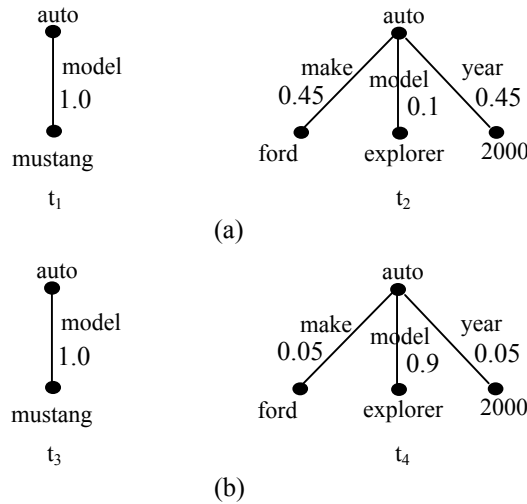 auto auto
model make model year
1.0 0.45 0.1 0.45
mustang ford explorer 2000
t1 t2
(a)
auto auto
model make model year
1.0 0.05 0.9 0.05
mustang ford explorer 2000
t3 t4
(b)